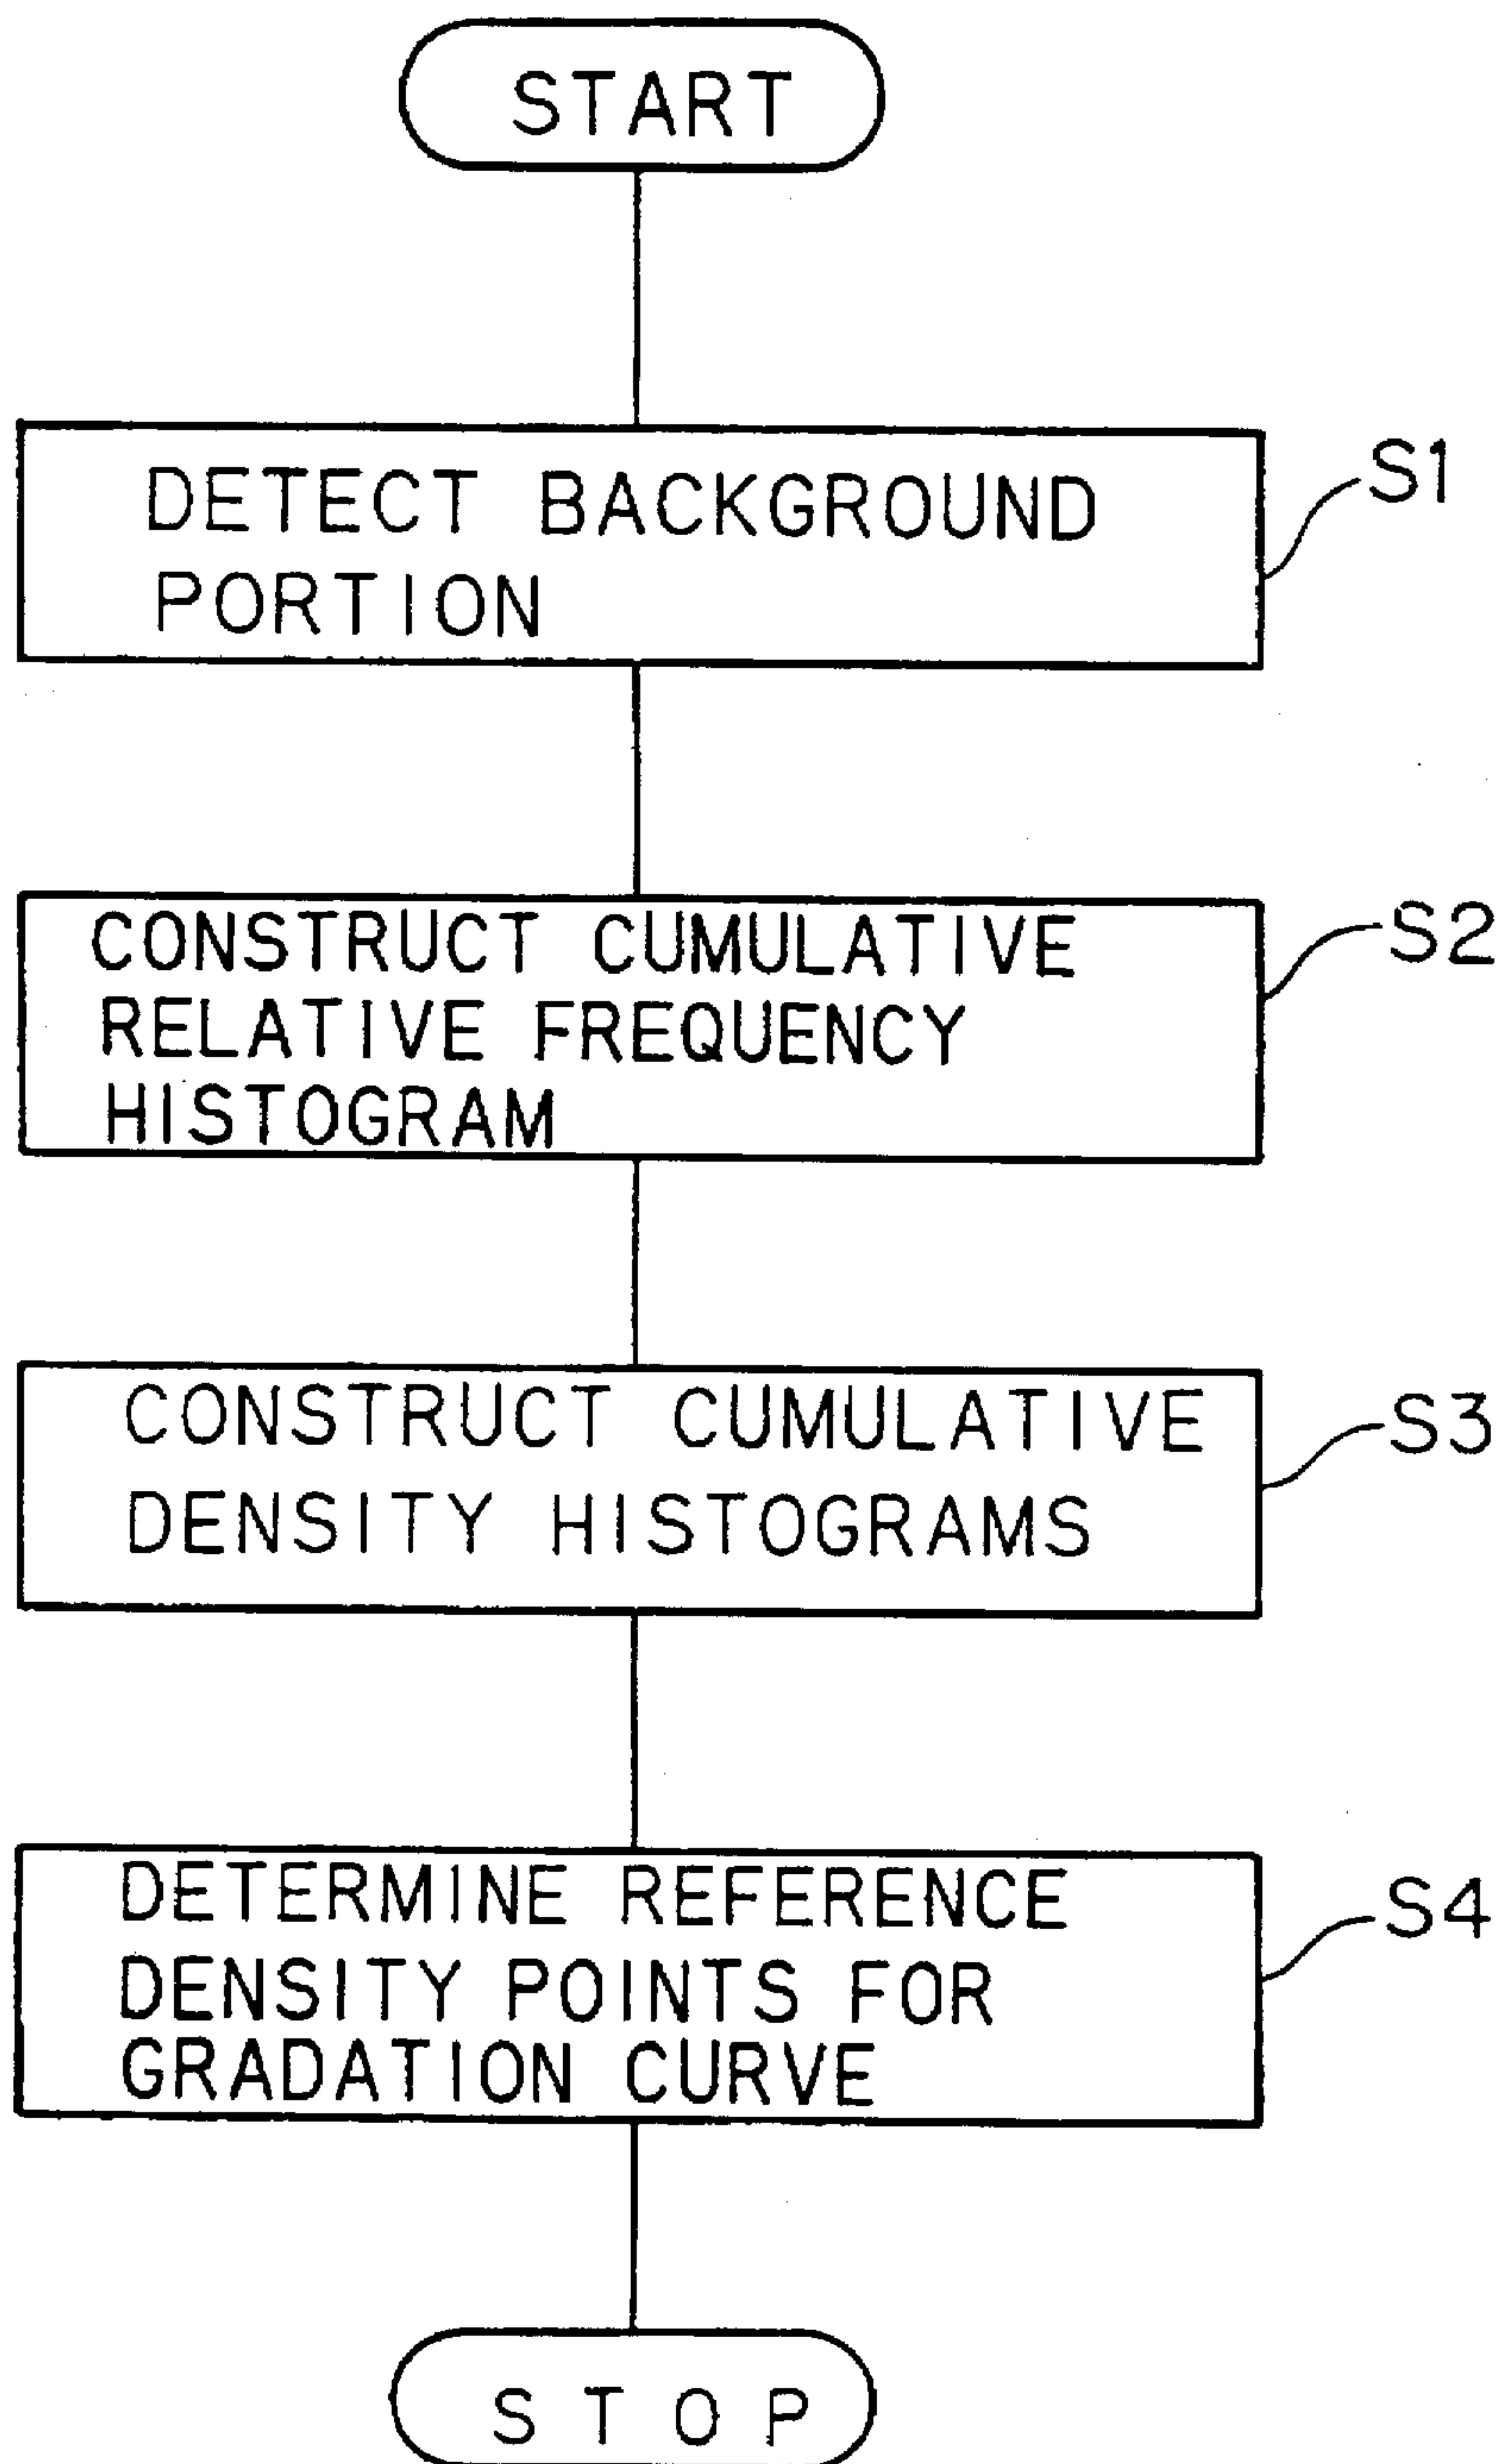 START
DETECT BACKGROUND
PORTION
S1
CONSTRUCT CUMULATIVE
RELATIVE FREQUENCY
HISTOGRAM
S2
CONSTRUCT CUMULATIVE
DENSITY HISTOGRAMS
S3
DETERMINE REFERENCE
DENSITY POINTS FOR
GRADATION CURVE
S4
STOP